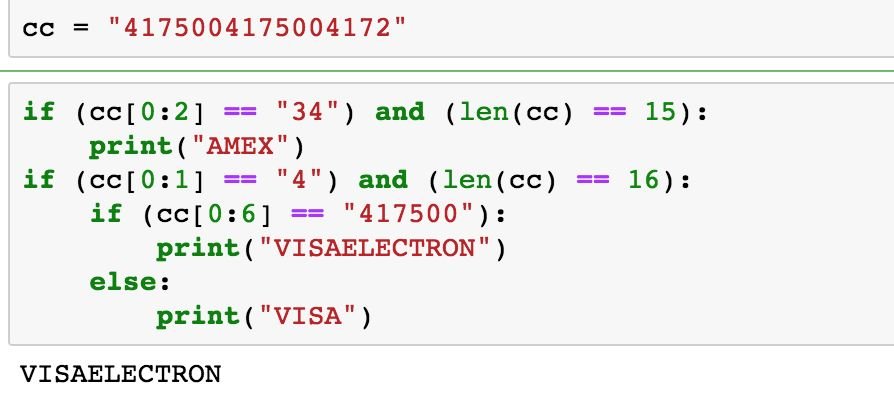 cc = "4175004175004172"
if (cc[0:2] == "34") and (len(cc) == 15):
    print("AMEX")
if (cc[0:1] == "4") and (len(cc) == 16):
    if (cc[0:6] == "417500"):
        print("VISAELECTRON")
    else:
        print("VISA")
VISAELECTRON